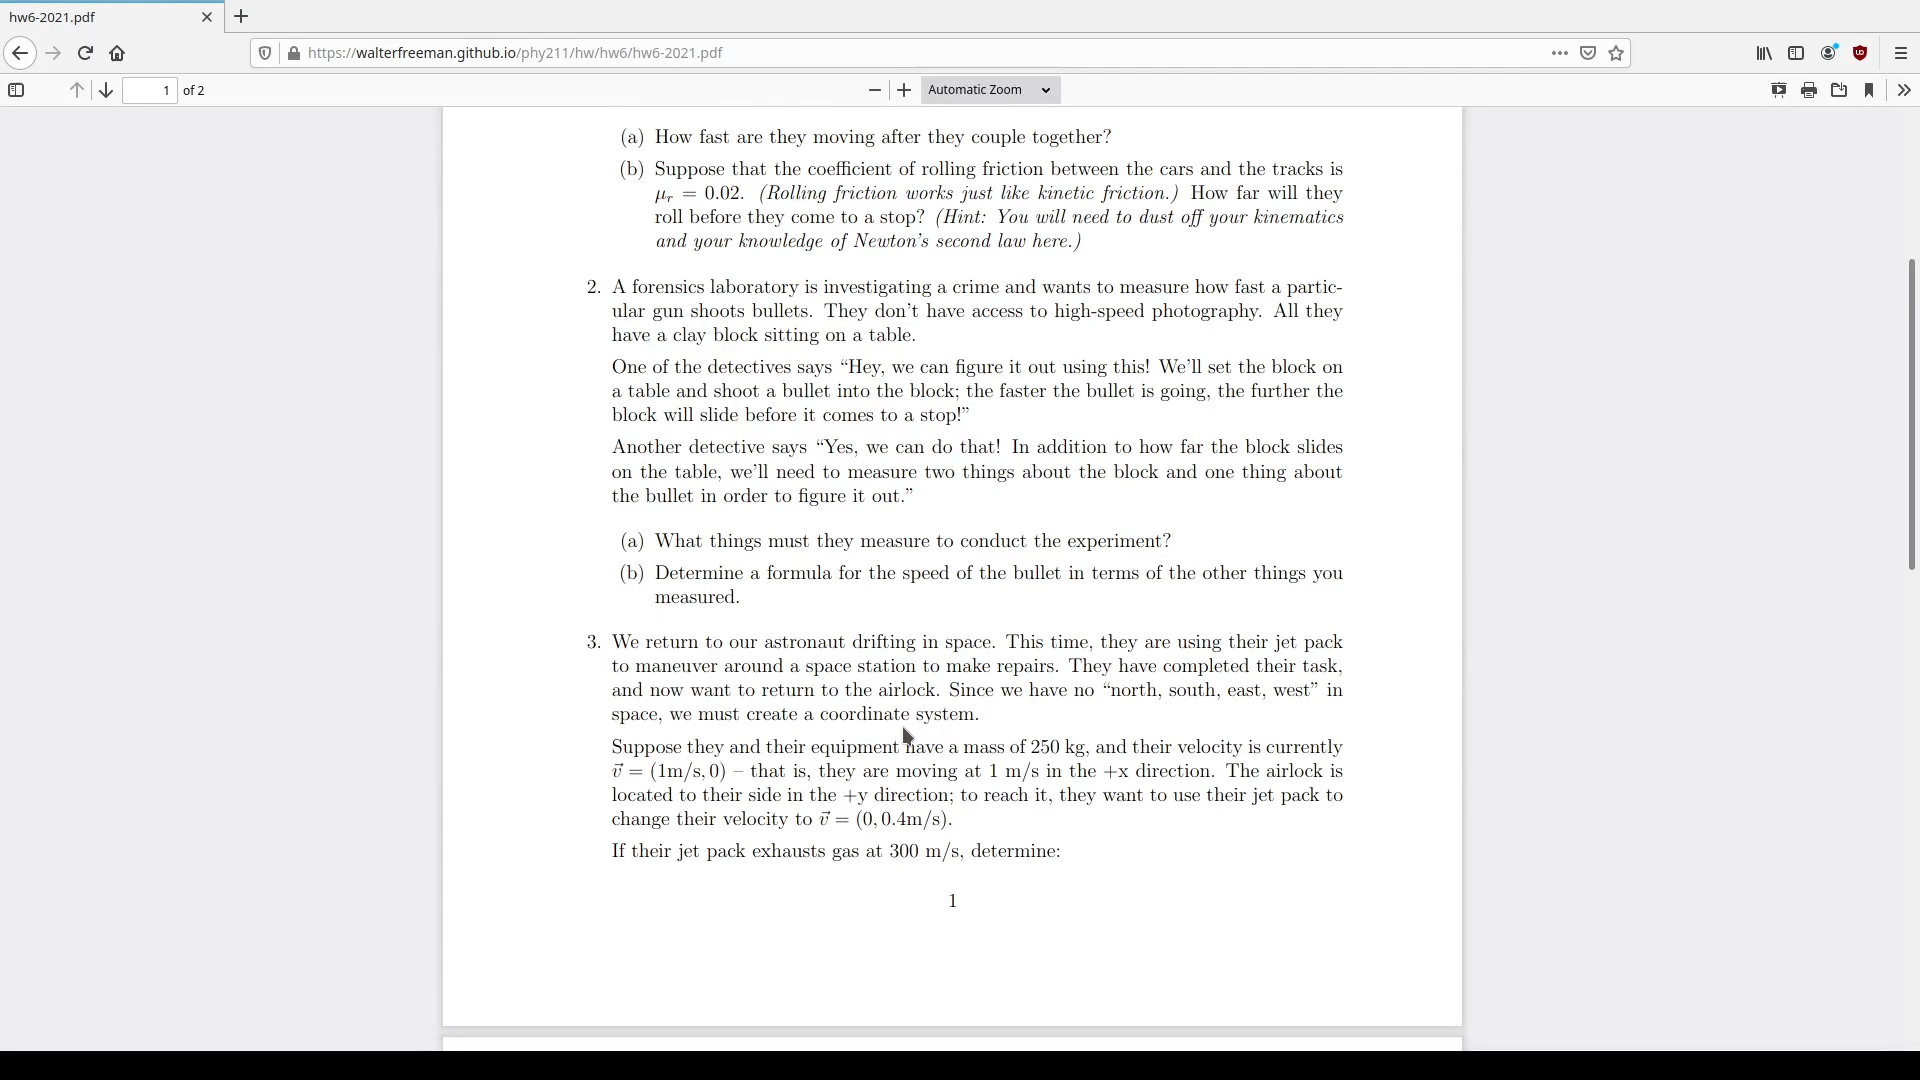 hw6-2021.pdf
https://walterfreeman.github.io/phy211/hw/hw6/hw6-2021.pdf
1 of 2
Automatic Zoom
(a) How fast are they moving after they couple together?
(b) Suppose that the coefficient of rolling friction between the cars and the tracks is
μr = 0.02. (Rolling friction works just like kinetic friction.) How far will they
roll before they come to a stop? (Hint: You will need to dust off your kinematics
and your knowledge of Newton’s second law here.)
2. A forensics laboratory is investigating a crime and wants to measure how fast a partic-
ular gun shoots bullets. They don’t have access to high-speed photography. All they
have a clay block sitting on a table.
One of the detectives says “Hey, we can figure it out using this! We’ll set the block on
a table and shoot a bullet into the block; the faster the bullet is going, the further the
block will slide before it comes to a stop!”
Another detective says “Yes, we can do that! In addition to how far the block slides
on the table, we’ll need to measure two things about the block and one thing about
the bullet in order to figure it out.”
(a) What things must they measure to conduct the experiment?
(b) Determine a formula for the speed of the bullet in terms of the other things you
measured.
3. We return to our astronaut drifting in space. This time, they are using their jet pack
to maneuver around a space station to make repairs. They have completed their task,
and now want to return to the airlock. Since we have no “north, south, east, west” in
space, we must create a coordinate system.
Suppose they and their equipment have a mass of 250 kg, and their velocity is currently
v⃗ = (1m/s, 0) – that is, they are moving at 1 m/s in the +x direction. The airlock is
located to their side in the +y direction; to reach it, they want to use their jet pack to
change their velocity to v⃗ = (0, 0.4m/s).
If their jet pack exhausts gas at 300 m/s, determine:
1